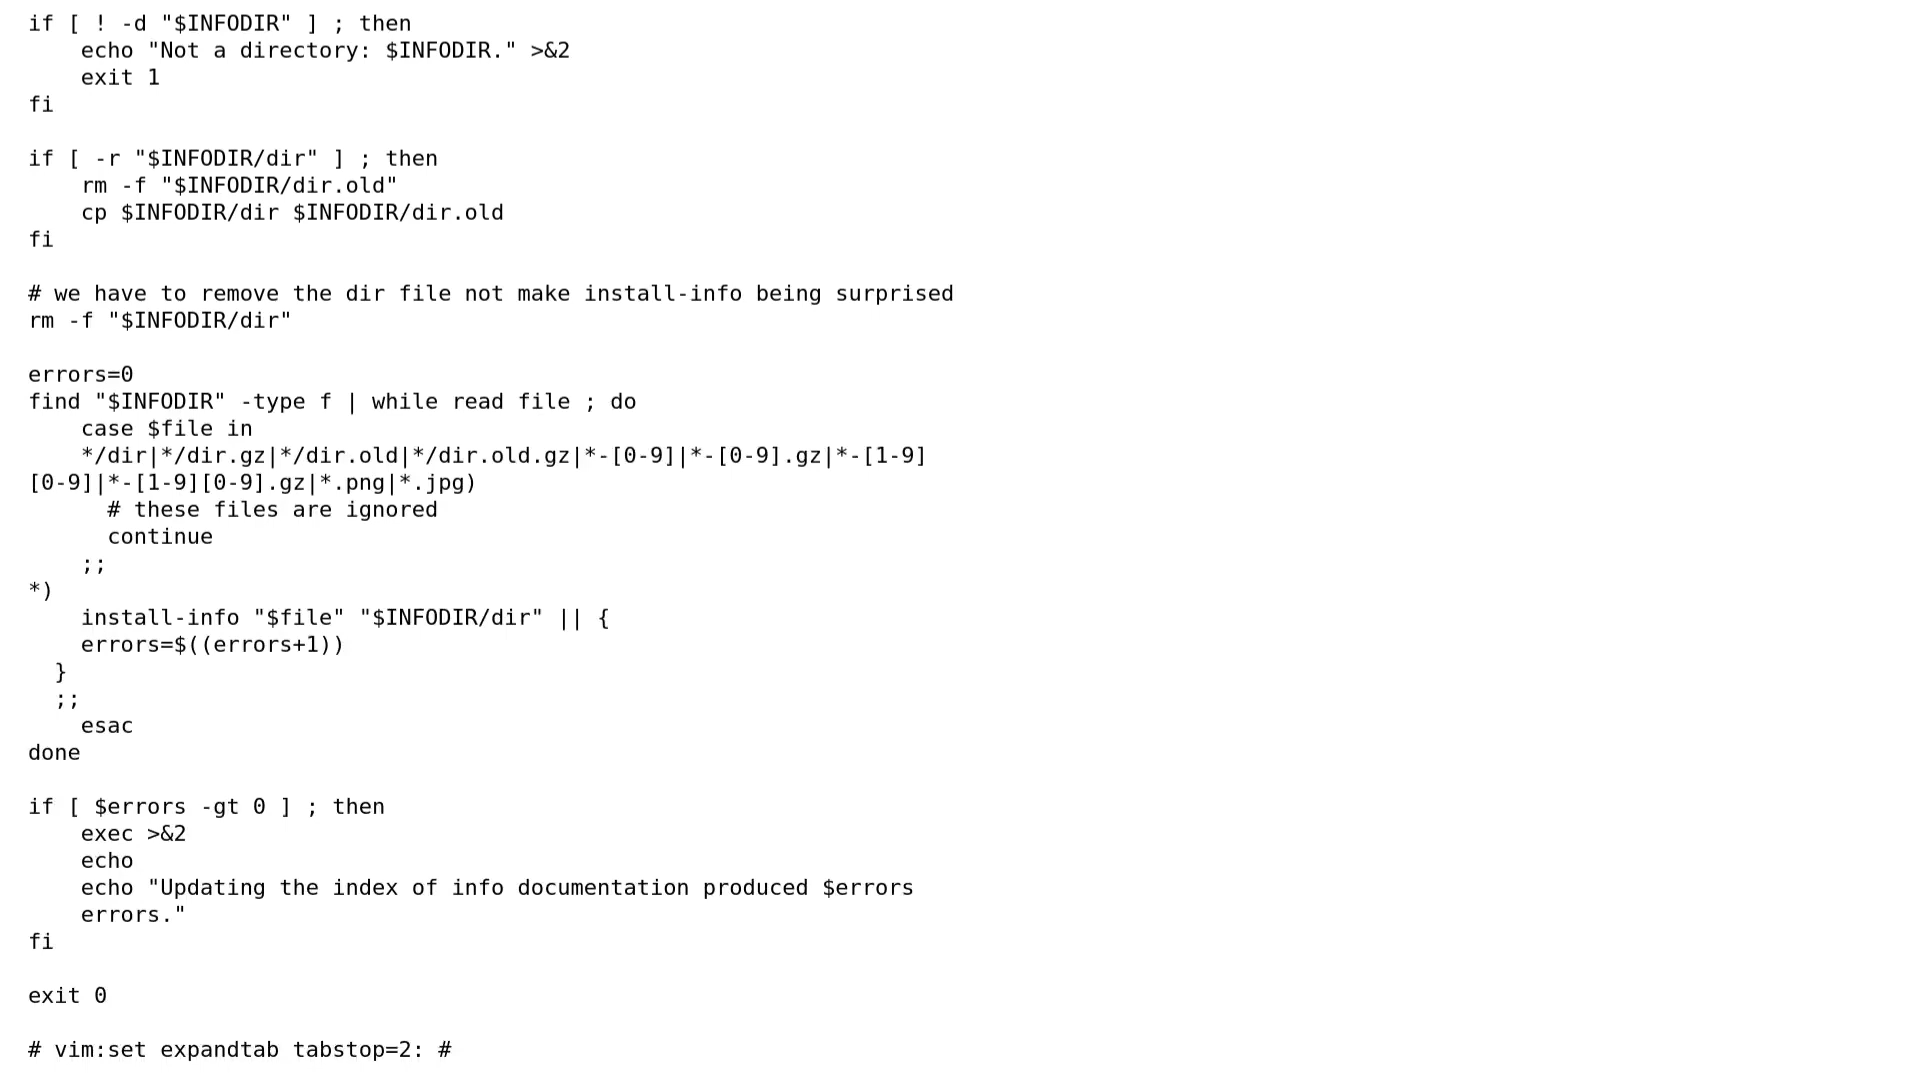 if [ ! -d "$INFODIR" ] ; then
    echo "Not a directory: $INFODIR." >&2
    exit 1
fi

if [ -r "$INFODIR/dir" ] ; then
    rm -f "$INFODIR/dir.old"
    cp $INFODIR/dir $INFODIR/dir.old
fi

# we have to remove the dir file not make install-info being surprised
rm -f "$INFODIR/dir"

errors=0
find "$INFODIR" -type f | while read file ; do
    case $file in
    */dir|*/dir.gz|*/dir.old|*/dir.old.gz|*-[0-9]|*-[0-9].gz|*-[1-9]
[0-9]|*-[1-9][0-9].gz|*.png|*.jpg)
      # these files are ignored
      continue
    ;;
*)
    install-info "$file" "$INFODIR/dir" || {
    errors=$((errors+1))
  }
  ;;
    esac
done

if [ $errors -gt 0 ] ; then
    exec >&2
    echo
    echo "Updating the index of info documentation produced $errors
    errors."
fi

exit 0

# vim:set expandtab tabstop=2: #